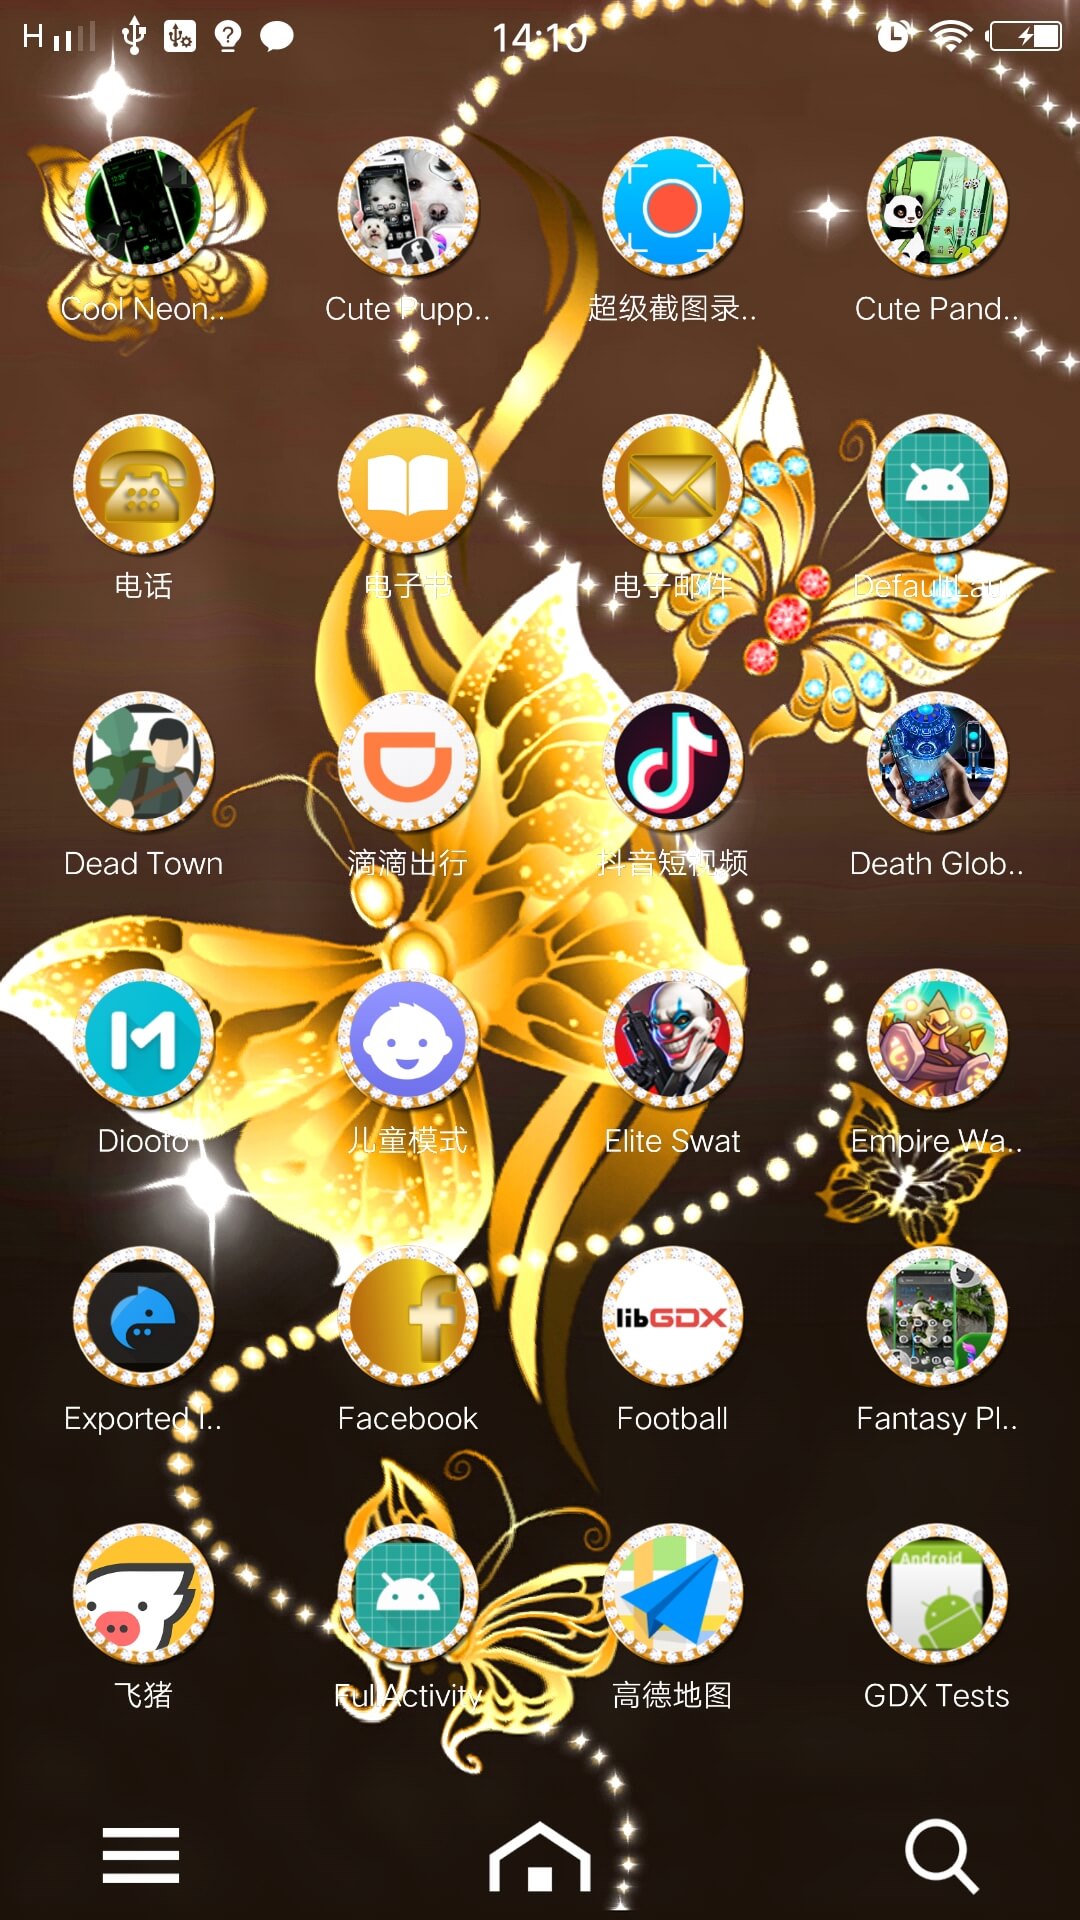 H
14:10
Cool Neon..
Cute Pupp..
超级截图录..
Cute Pand..
电话
电子书
电子邮件
DefaultLau..
Dead Town
滴滴出行
抖音短视频
Death Glob..
Diooto
儿童模式
Elite Swat
Empire Wa..
libGDX
Exported I..
Facebook
Football
Fantasy Pl..
Android
飞猪
FullActivity
高德地图
GDX Tests